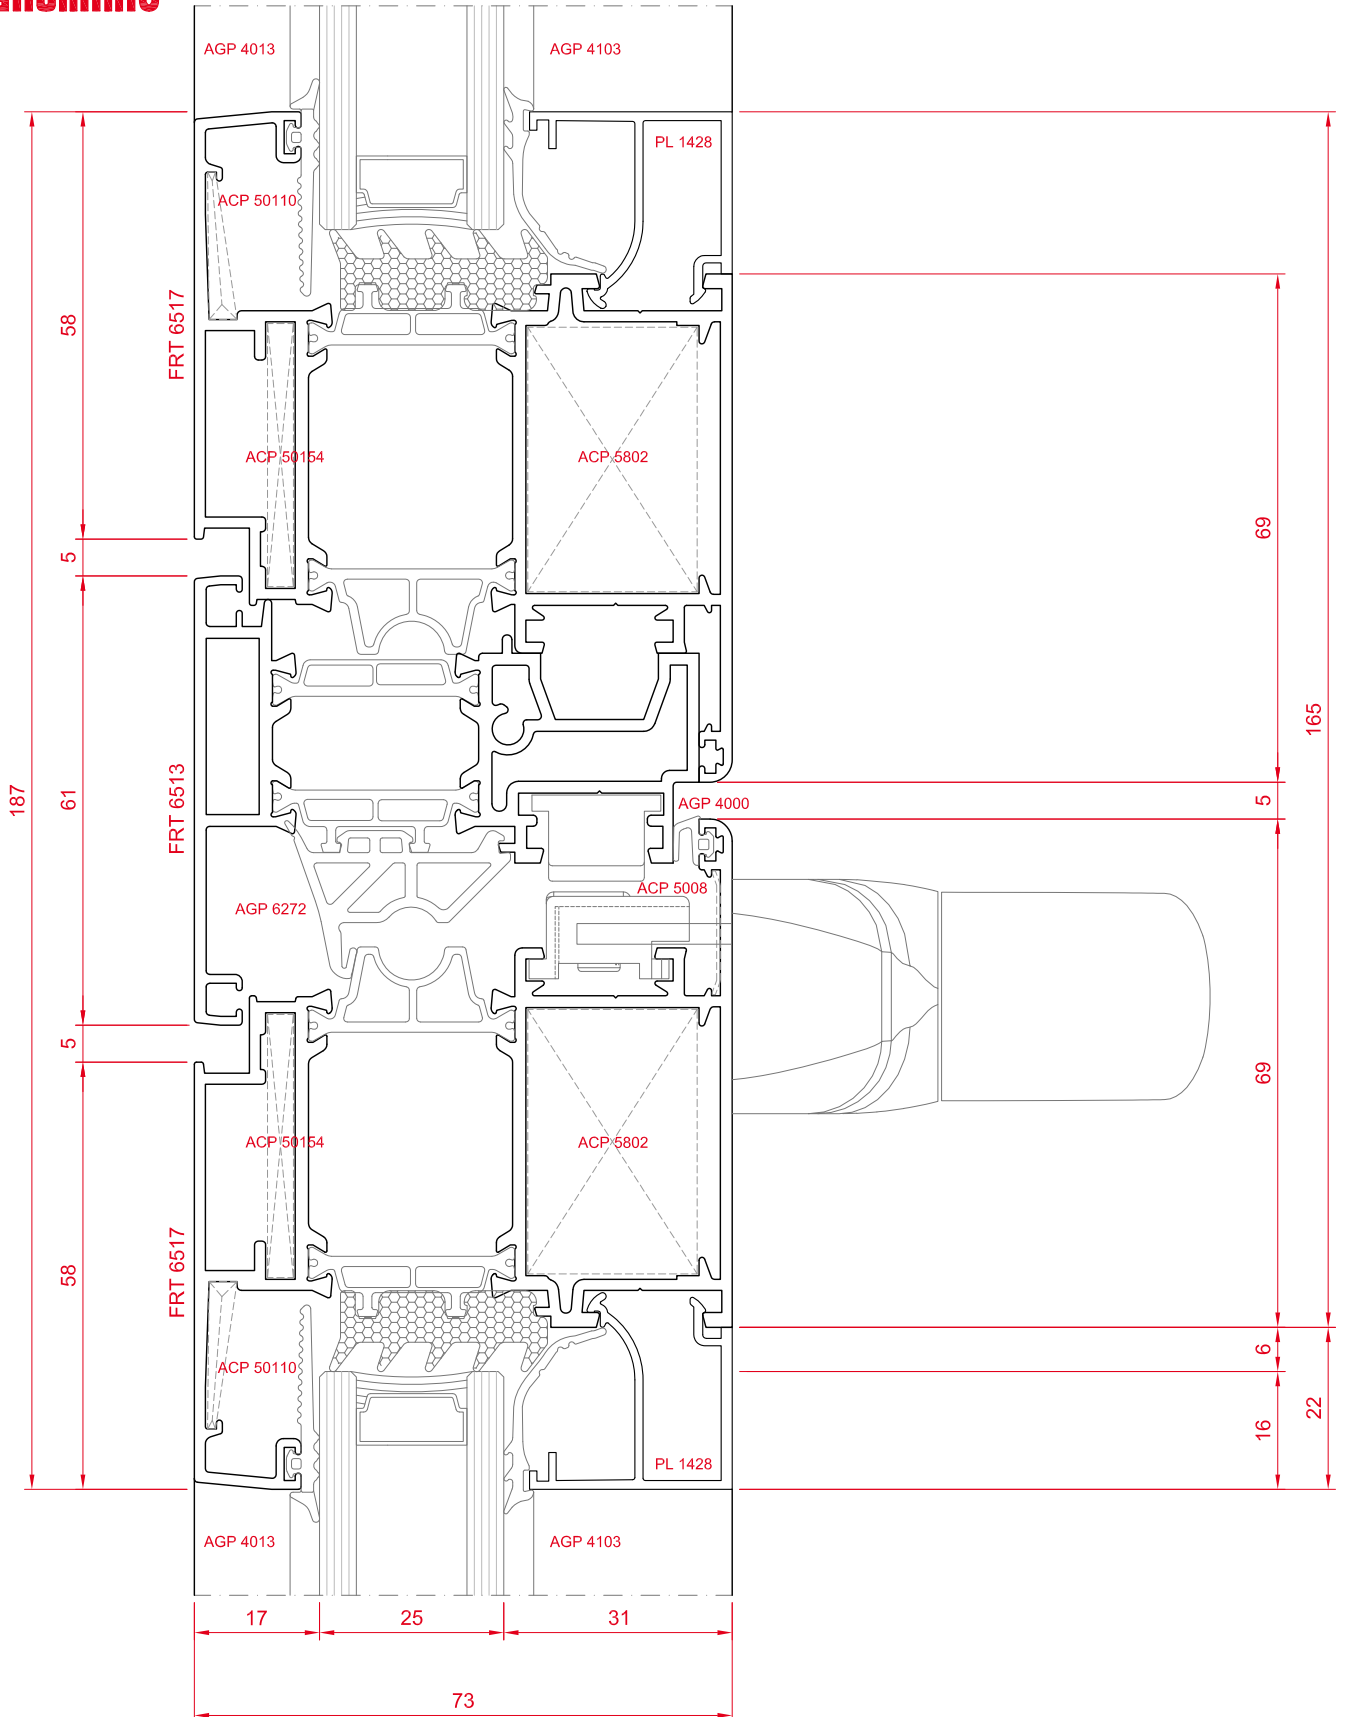 AGP 4013
AGP 4103
PL 1428
ACP 50110
FRT 6517
58
ACP 50154
ACP 5802
69
5
165
187
61
FRT 6513
AGP 4000
5
ACP 5008
AGP 6272
5
69
ACP 50154
ACP 5802
FRT 6517
58
6
ACP 50110
22
16
PL 1428
AGP 4013
AGP 4103
17
25
31
73